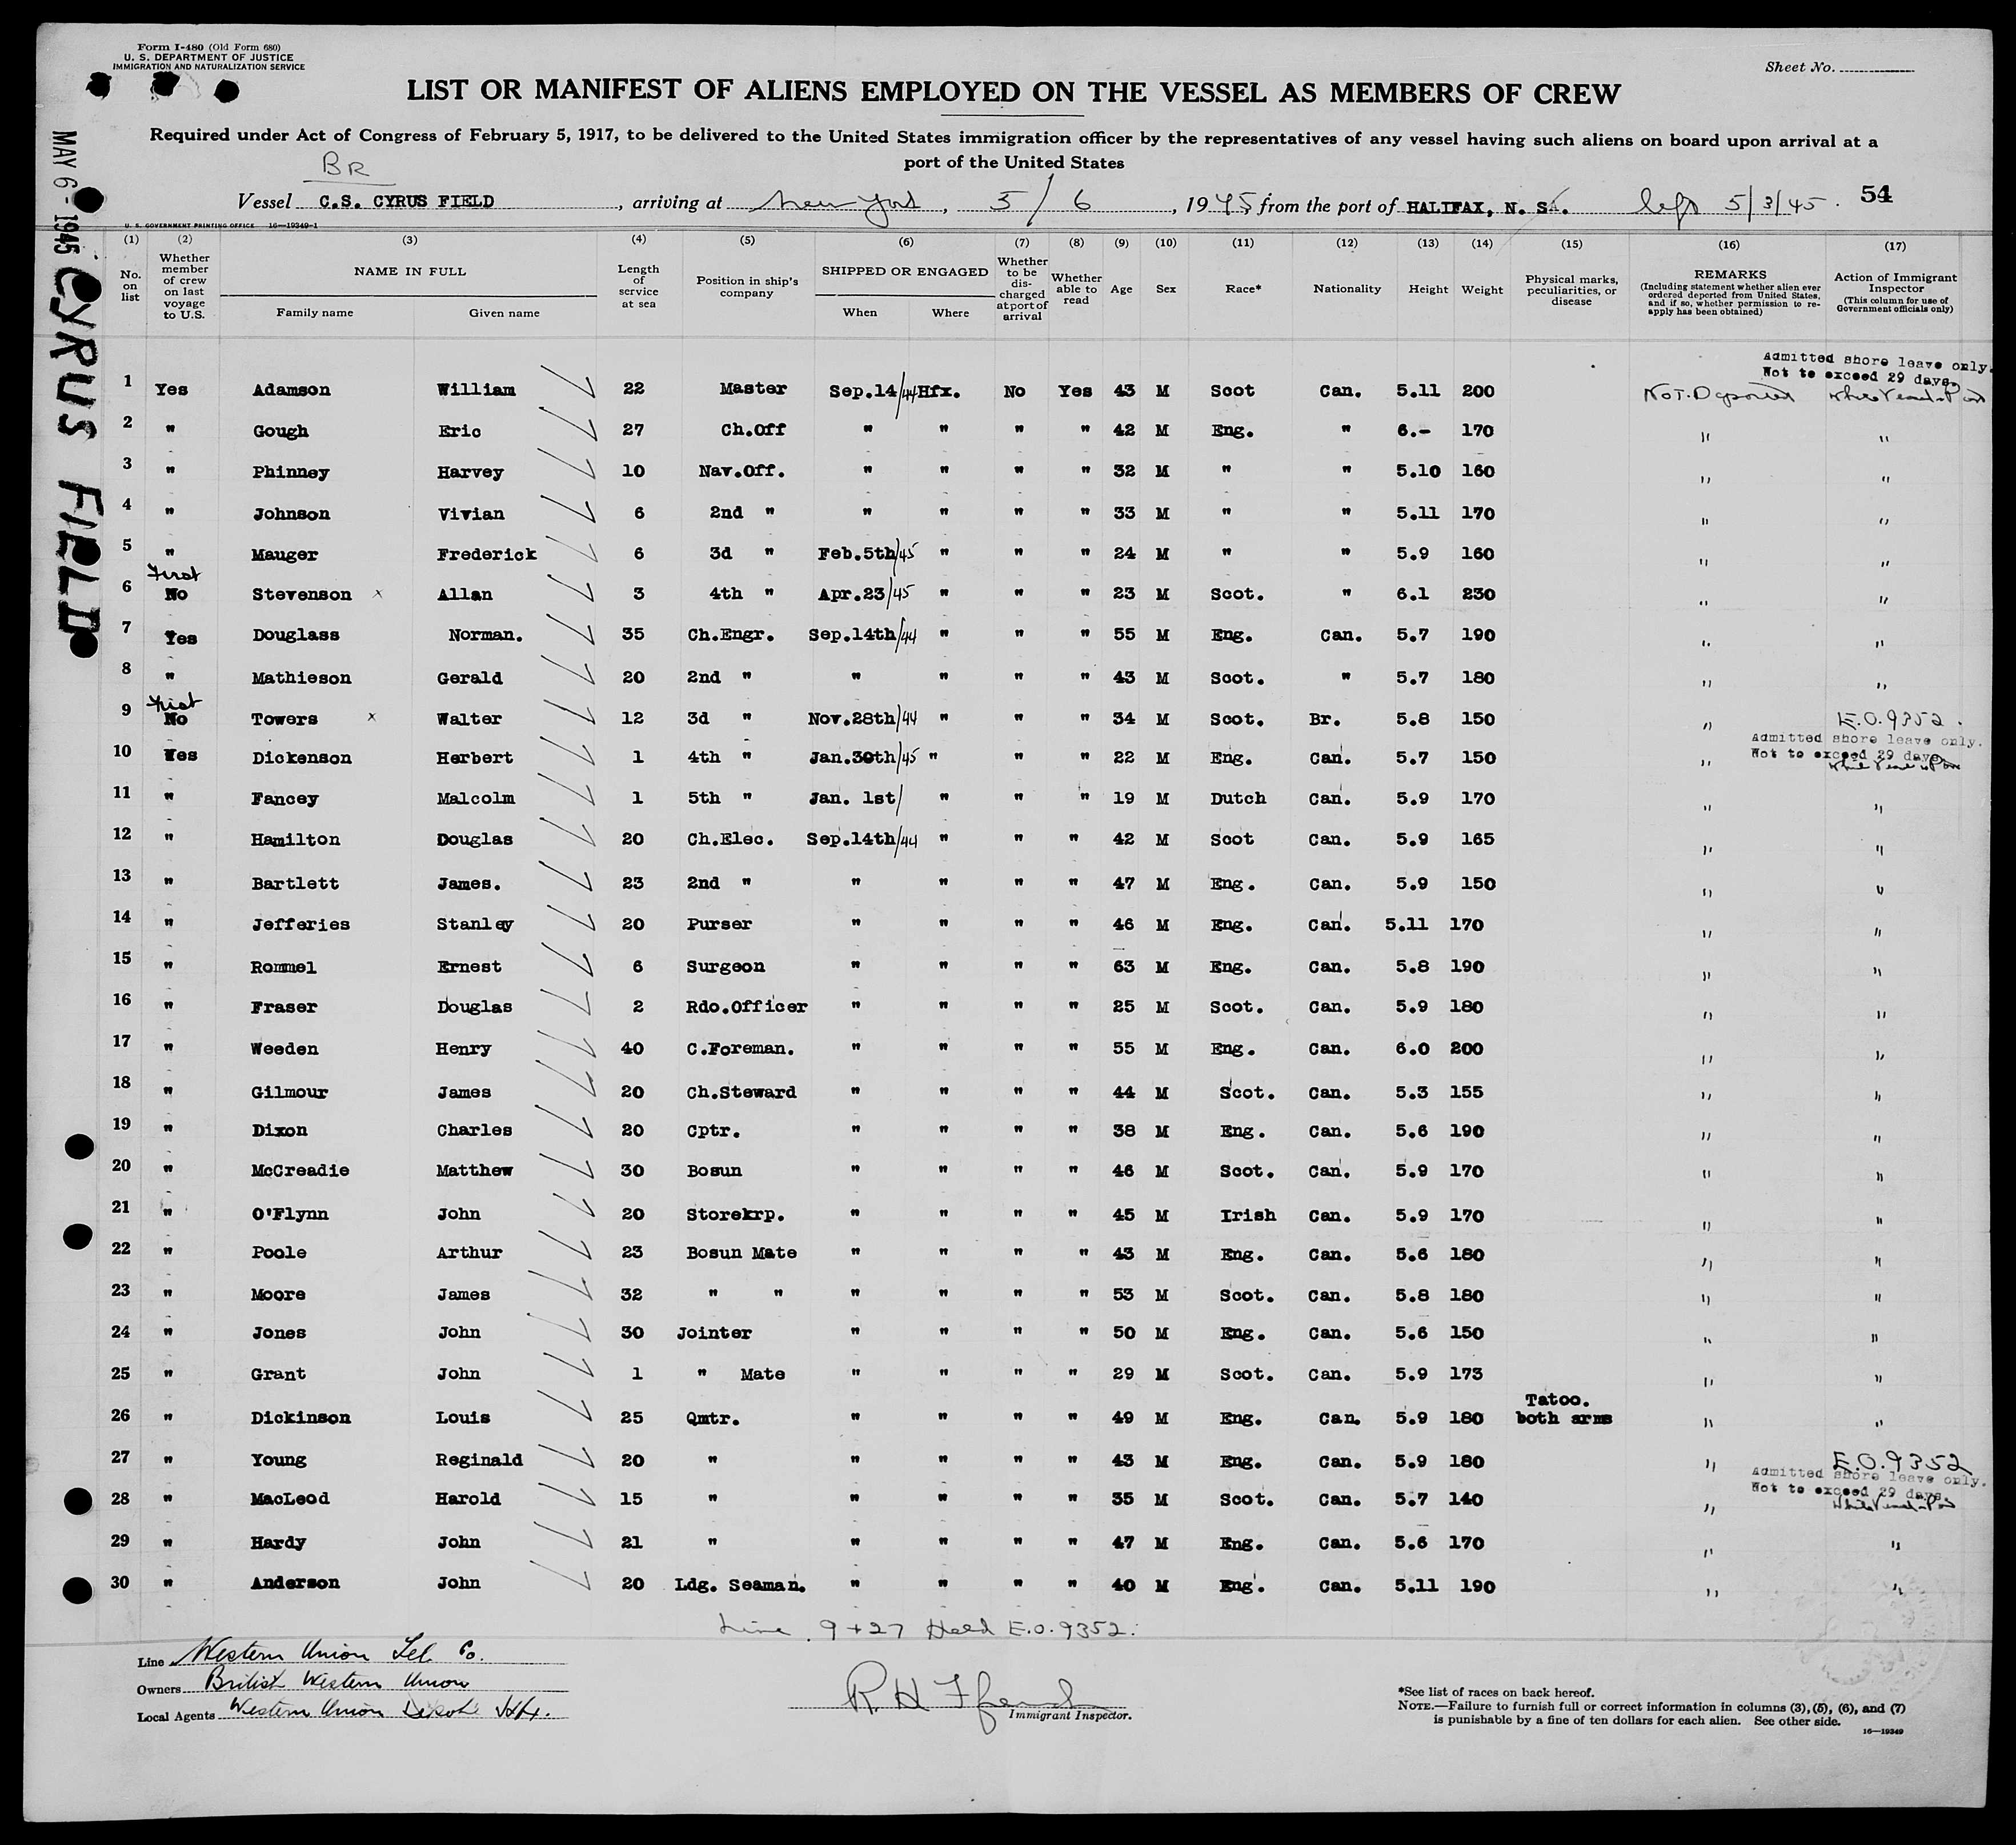 Form I-480 (Old Form 680)
U. S. DEPARTMENT OF JUSTICE
IMMIGRATION AND NATURALIZATION SERVICE
Sheet No.
LIST OR MANIFEST OF ALIENS EMPLOYED ON THE VESSEL AS MEMBERS OF CREW
Required under Act of Congress of February 5, 1917, to be delivered to the United States immigration officer by the representatives of any vessel having such aliens on board upon arrival at a
port of the United States
BR
Vessel C.S. CYRUS FIELD, arriving at New York, 5/6, 1945 from the port of HALIFAX, N. S. left 5/3/45. 54
U. S. GOVERNMENT PRINTING OFFICE 16—19349-1
MAY 6 - 1945 CYRUS FIELD
(1) (2) (3) (4) (5) (6) (7) (8) (9) (10) (11) (12) (13) (14) (15) (16) (17)
No. on list
Whether member of crew on last voyage to U.S.
NAME IN FULL
Family name Given name
Length of service at sea
Position in ship's company
SHIPPED OR ENGAGED
When Where
Whether to be discharged at port of arrival
Whether able to read
Age
Sex
Race*
Nationality
Height
Weight
Physical marks, peculiarities, or disease
REMARKS
(Including statement whether alien ever ordered deported from United States, and if so, whether permission to re-apply has been obtained)
Action of Immigrant Inspector
(This column for use of Government officials only)
Admitted shore leave only.
Not to exceed 29 days.
1 Yes Adamson William 22 Master Sep.14/44 Hfx. No Yes 43 M Scot Can. 5.11 200 Not Deported while Vessel in Port
2 " Gough Eric 27 Ch.Off " " " " 42 M Eng. " 6.- 170 " "
3 " Phinney Harvey 10 Nav.Off. " " " " 32 M " " 5.10 160 " "
4 " Johnson Vivian 6 2nd " " " " " 33 M " " 5.11 170 " "
5 " Mauger Frederick 6 3d " Feb.5th/45 " " " 24 M " " 5.9 160 " "
First
6 No Stevenson x Allan 3 4th " Apr.23/45 " " " 23 M Scot. " 6.1 230 " "
7 Yes Douglass Norman. 35 Ch.Engr. Sep.14th/44 " " " 55 M Eng. Can. 5.7 190 " "
8 " Mathieson Gerald 20 2nd " " " " " 43 M Scot. " 5.7 180 " "
First
9 No Towers x Walter 12 3d " Nov.28th/44 " " " 34 M Scot. Br. 5.8 150 " E.O. 9352.
Admitted shore leave only.
Not to exceed 29 days.
10 Yes Dickenson Herbert 1 4th " Jan.30th/45 " " " 22 M Eng. Can. 5.7 150 " while Vessel in Port
11 " Fancey Malcolm 1 5th " Jan. 1st/ " " " 19 M Dutch Can. 5.9 170 " "
12 " Hamilton Douglas 20 Ch.Elec. Sep.14th/44 " " " 42 M Scot Can. 5.9 165 " "
13 " Bartlett James. 23 2nd " " " " " 47 M Eng. Can. 5.9 150 " "
14 " Jefferies Stanley 20 Purser " " " " 46 M Eng. Can. 5.11 170 " "
15 " Rommel Ernest 6 Surgeon " " " " 63 M Eng. Can. 5.8 190 " "
16 " Fraser Douglas 2 Rdo.Officer " " " " 25 M Scot. Can. 5.9 180 " "
17 " Weeden Henry 40 C.Foreman. " " " " 55 M Eng. Can. 6.0 200 " "
18 " Gilmour James 20 Ch.Steward " " " " 44 M Scot. Can. 5.3 155 " "
19 " Dixon Charles 20 Cptr. " " " " 38 M Eng. Can. 5.6 190 " "
20 " McCreadie Matthew 30 Bosun " " " " 46 M Scot. Can. 5.9 170 " "
21 " O'Flynn John 20 Storekrp. " " " " 45 M Irish Can. 5.9 170 " "
22 " Poole Arthur 23 Bosun Mate " " " " 43 M Eng. Can. 5.6 180 " "
23 " Moore James 32 " " " " " " 53 M Scot. Can. 5.8 180 " "
24 " Jones John 30 Jointer " " " " 50 M Eng. Can. 5.6 150 " "
25 " Grant John 1 " Mate " " " " 29 M Scot. Can. 5.9 173 " "
26 " Dickinson Louis 25 Qmtr. " " " " 49 M Eng. Can. 5.9 180 Tatoo. both arms " "
27 " Young Reginald 20 " " " " " 43 M Eng. Can. 5.9 180 " E.O. 9352
Admitted shore leave only.
Not to exceed 29 days.
28 " MacLeod Harold 15 " " " " " 35 M Scot. Can. 5.7 140 " While Vessel in Port
29 " Hardy John 21 " " " " " 47 M Eng. Can. 5.6 170 " "
30 " Anderson John 20 Ldg. Seaman. " " " " 40 M Eng. Can. 5.11 190 " "
Line 9 + 27 Held E.O. 9352.
Line Western Union Tel Co.
Owners British Western Union
Local Agents Western Union Hfx.
R. H.
Immigrant Inspector.
*See list of races on back hereof.
NOTE.—Failure to furnish full or correct information in columns (3), (5), (6), and (7)
is punishable by a fine of ten dollars for each alien. See other side.
16—19349